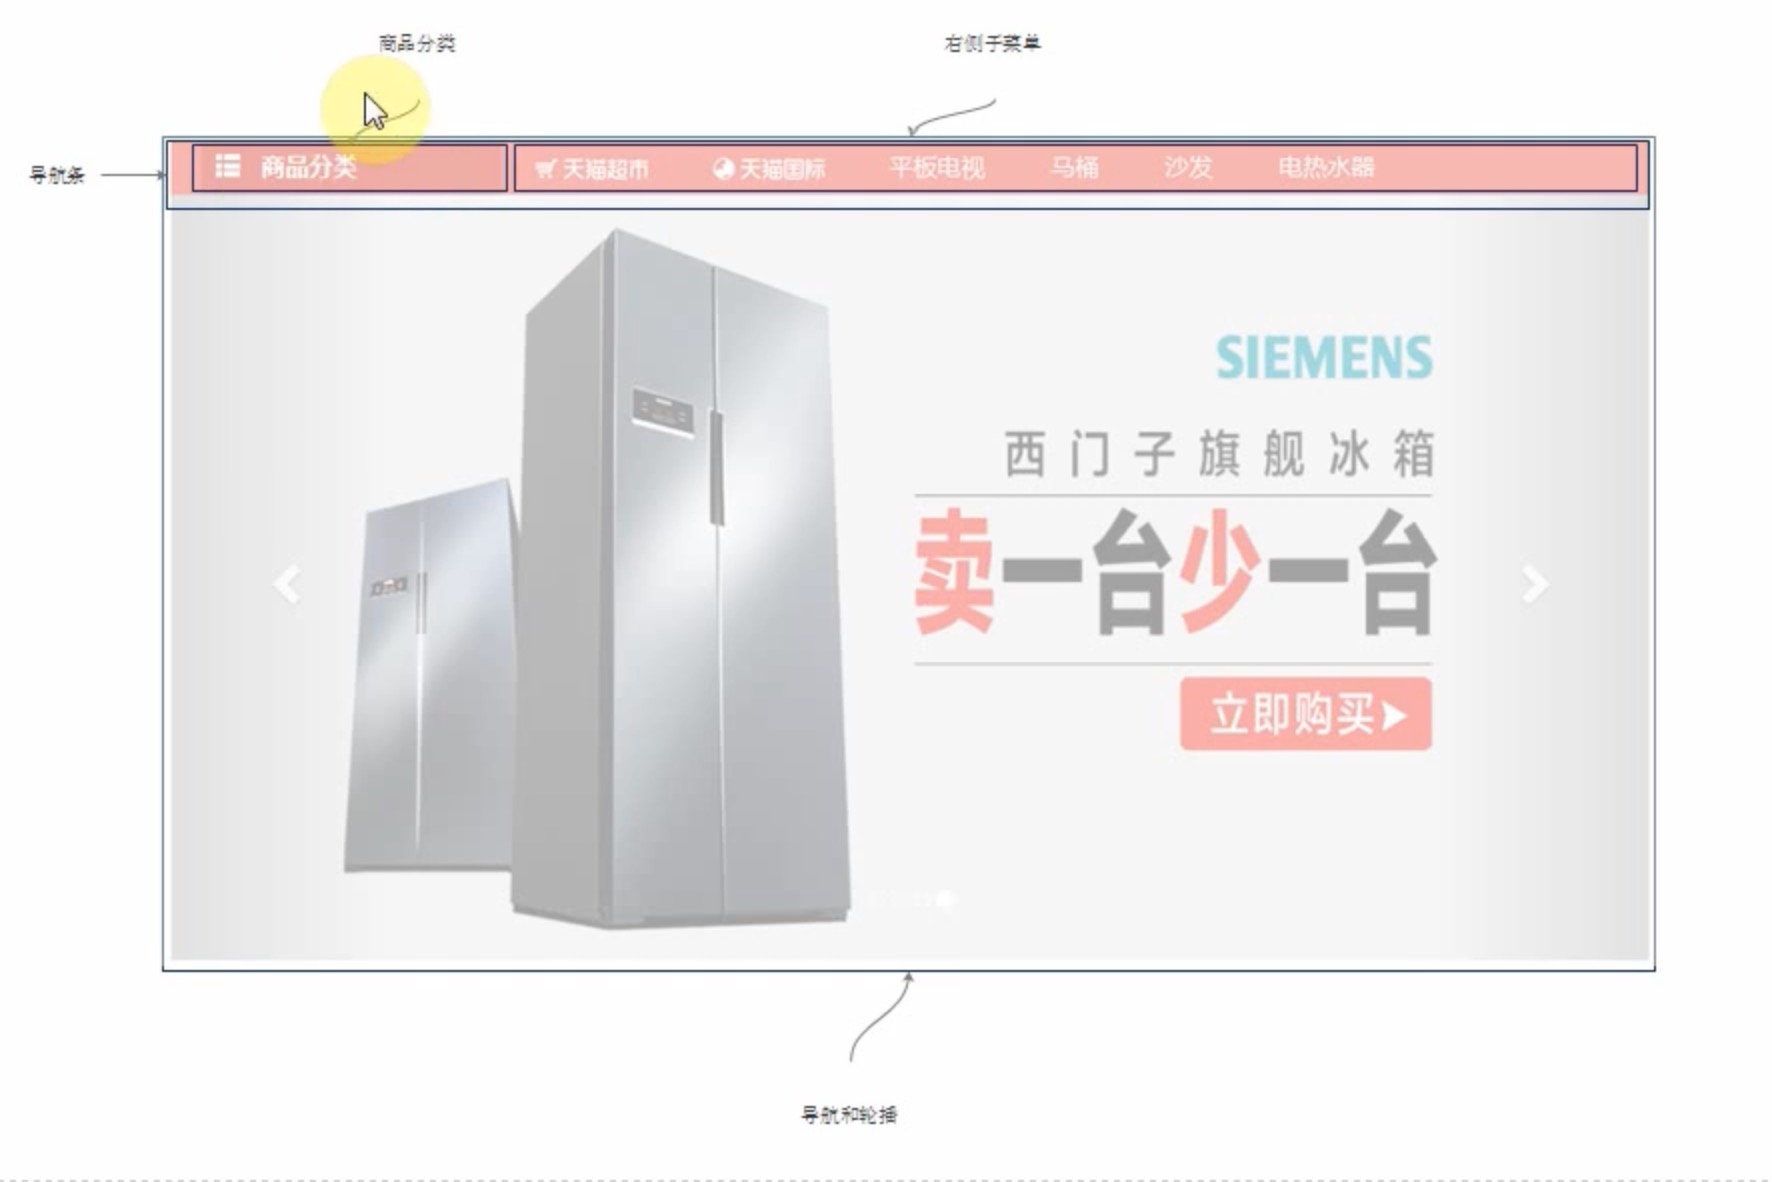 商品分类
右侧子菜单
导航条
商品分类 天猫超市 天猫国际 平板电视 马桶 沙发 电热水器
SIEMENS
西门子旗舰冰箱
卖一台少一台
立即购买
导航和轮播